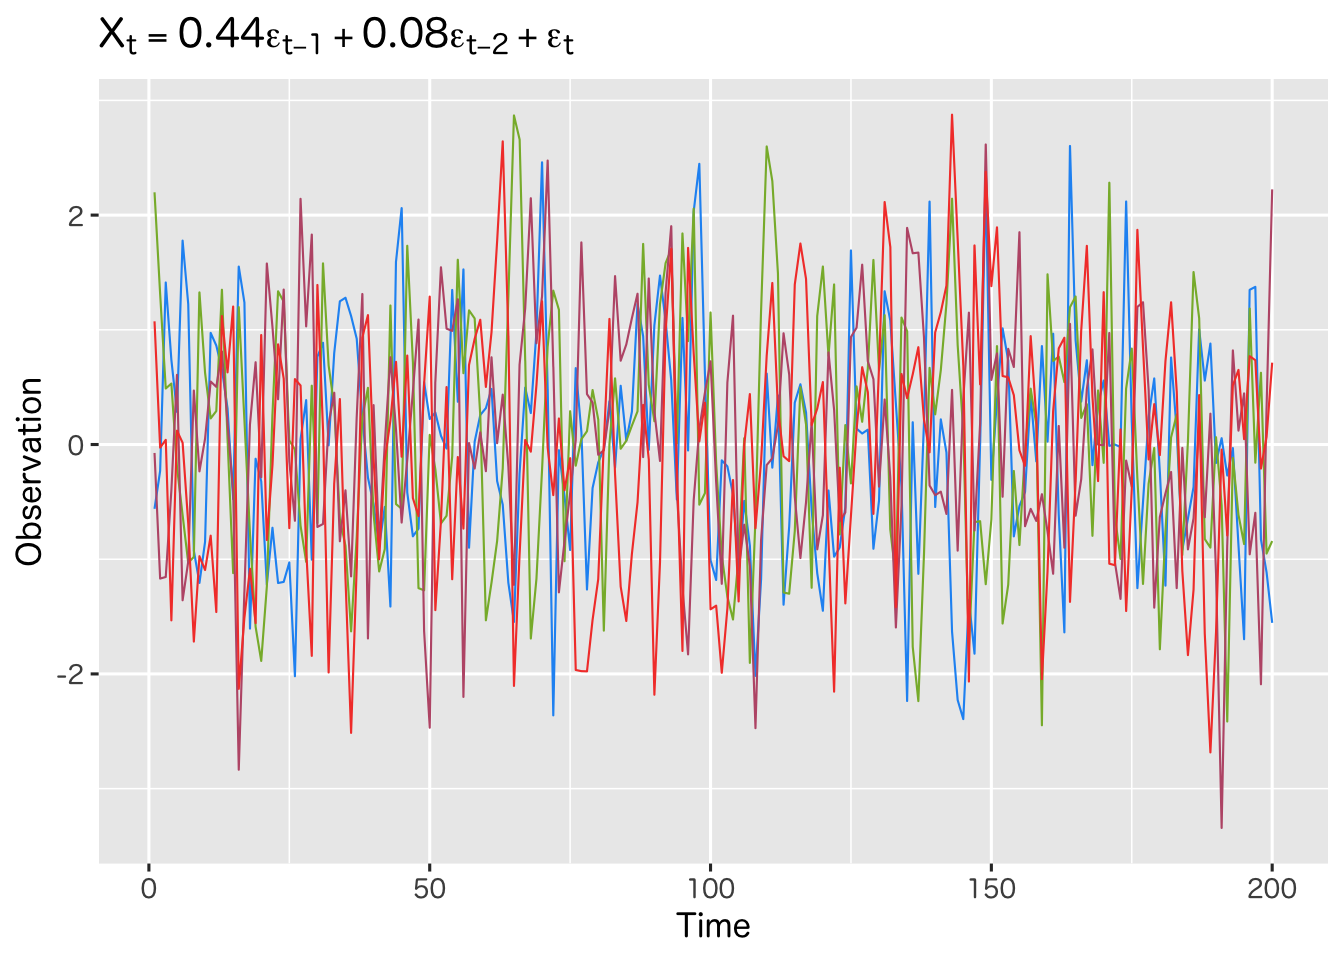 Xₜ = 0.44εₜ₋₁ + 0.08εₜ₋₂ + εₜ
Observation
2
0
-2
0 50 100 150 200
Time